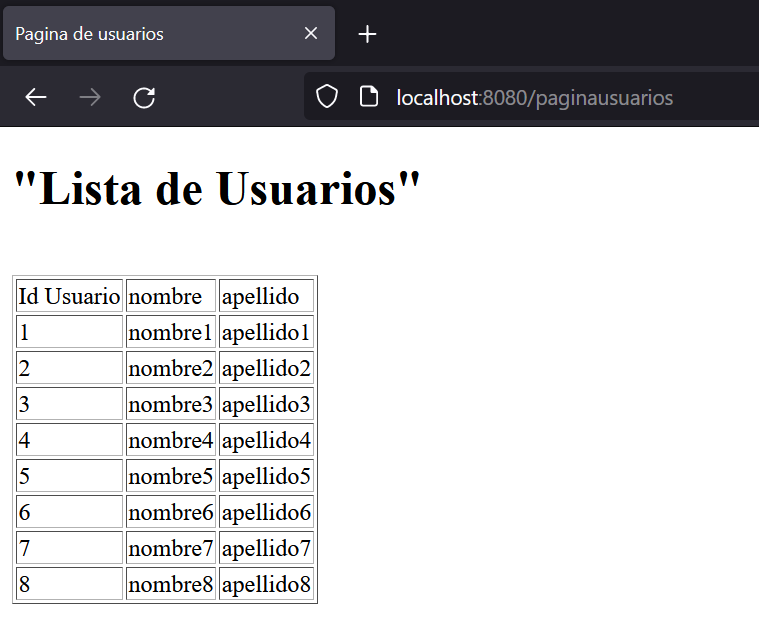 Pagina de usuarios
localhost:8080/paginausuarios
"Lista de Usuarios"
Id Usuario nombre apellido
1 nombre1 apellido1
2 nombre2 apellido2
3 nombre3 apellido3
4 nombre4 apellido4
5 nombre5 apellido5
6 nombre6 apellido6
7 nombre7 apellido7
8 nombre8 apellido8